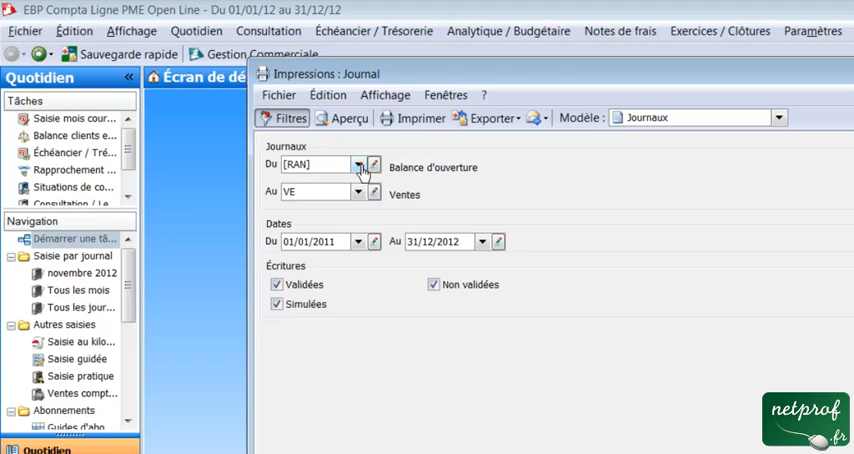 EBP Compta Ligne PME Open Line - Du 01/01/12 au 31/12/12
Fichier Édition Affichage Quotidien Consultation Échéancier / Trésorerie Analytique / Budgétaire Notes de frais Exercices / Clôtures Paramètres
Sauvegarde rapide Gestion Commerciale
Quotidien «
Écran de dé
Tâches
Saisie mois cour...
Balance clients e...
Échéancier / Tré...
Rapprochement
Situations de co...
Consultation / Le
Navigation
Démarrer une tâ...
Saisie par journal
novembre 2012
Tous les mois
Tous les jour...
Autres saisies
Saisie au kilo...
Saisie guidée
Saisie pratique
Ventes compt...
Abonnements
Guides d'abo
Quotidien
Impressions : Journal
Fichier Édition Affichage Fenêtres ?
Filtres Aperçu Imprimer Exporter Modèle : Journaux
Journaux
Du [RAN] Balance d'ouverture
Au VE Ventes
Dates
Du 01/01/2011 Au 31/12/2012
Écritures
Validées Non validées
Simulées
netprof
.fr